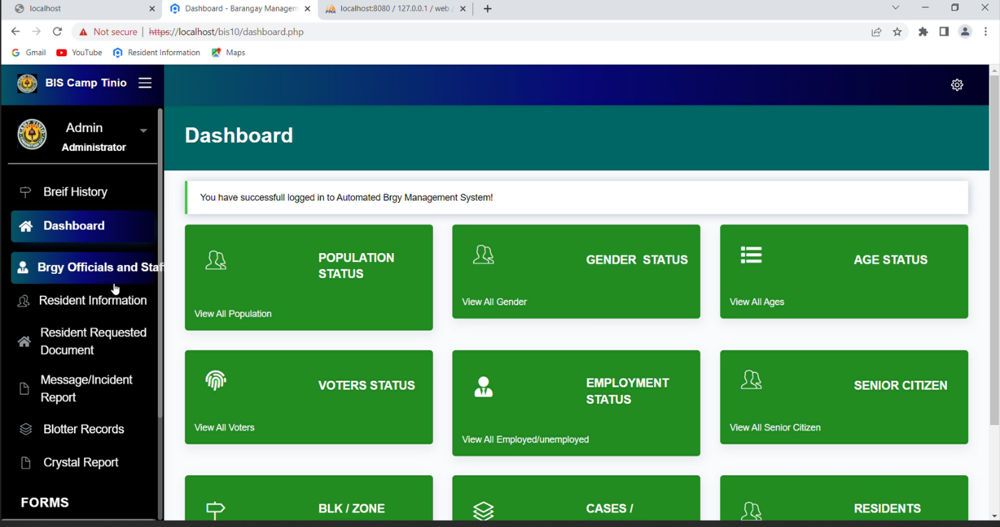 localhost
Dashboard - Barangay Managem
localhost:8080 / 127.0.0.1 / web
Not secure | https://localhost/bis10/dashboard.php
Gmail
YouTube
Resident Information
Maps
BIS Camp Tinio
Admin
Administrator
Breif History
Dashboard
Brgy Officials and Staf
Resident Information
Resident Requested
Document
Message/Incident
Report
Blotter Records
Crystal Report
FORMS
Dashboard
You have successfull logged in to Automated Brgy Management System!
POPULATION
STATUS
View All Population
GENDER STATUS
View All Gender
AGE STATUS
View All Ages
VOTERS STATUS
View All Voters
EMPLOYMENT
STATUS
View All Employed/unemployed
SENIOR CITIZEN
View All Senior Citizen
BLK / ZONE
CASES /
RESIDENTS